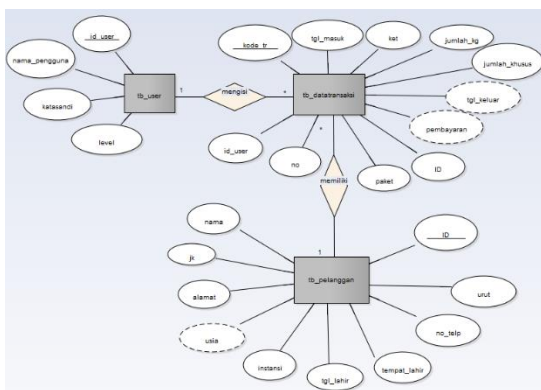 id_user
nama_pengguna
katasandi
level
tb_user
1
mengisi
*
kode_tr
tgl_masuk
ket
jumlah_kg
jumlah_khusus
tgl_keluar
pembayaran
ID
paket
no
id_user
tb_datatransaksi
*
memiliki
1
nama
jk
alamat
usia
instansi
tgl_lahir
tempat_lahir
no_telp
urut
ID
tb_pelanggan